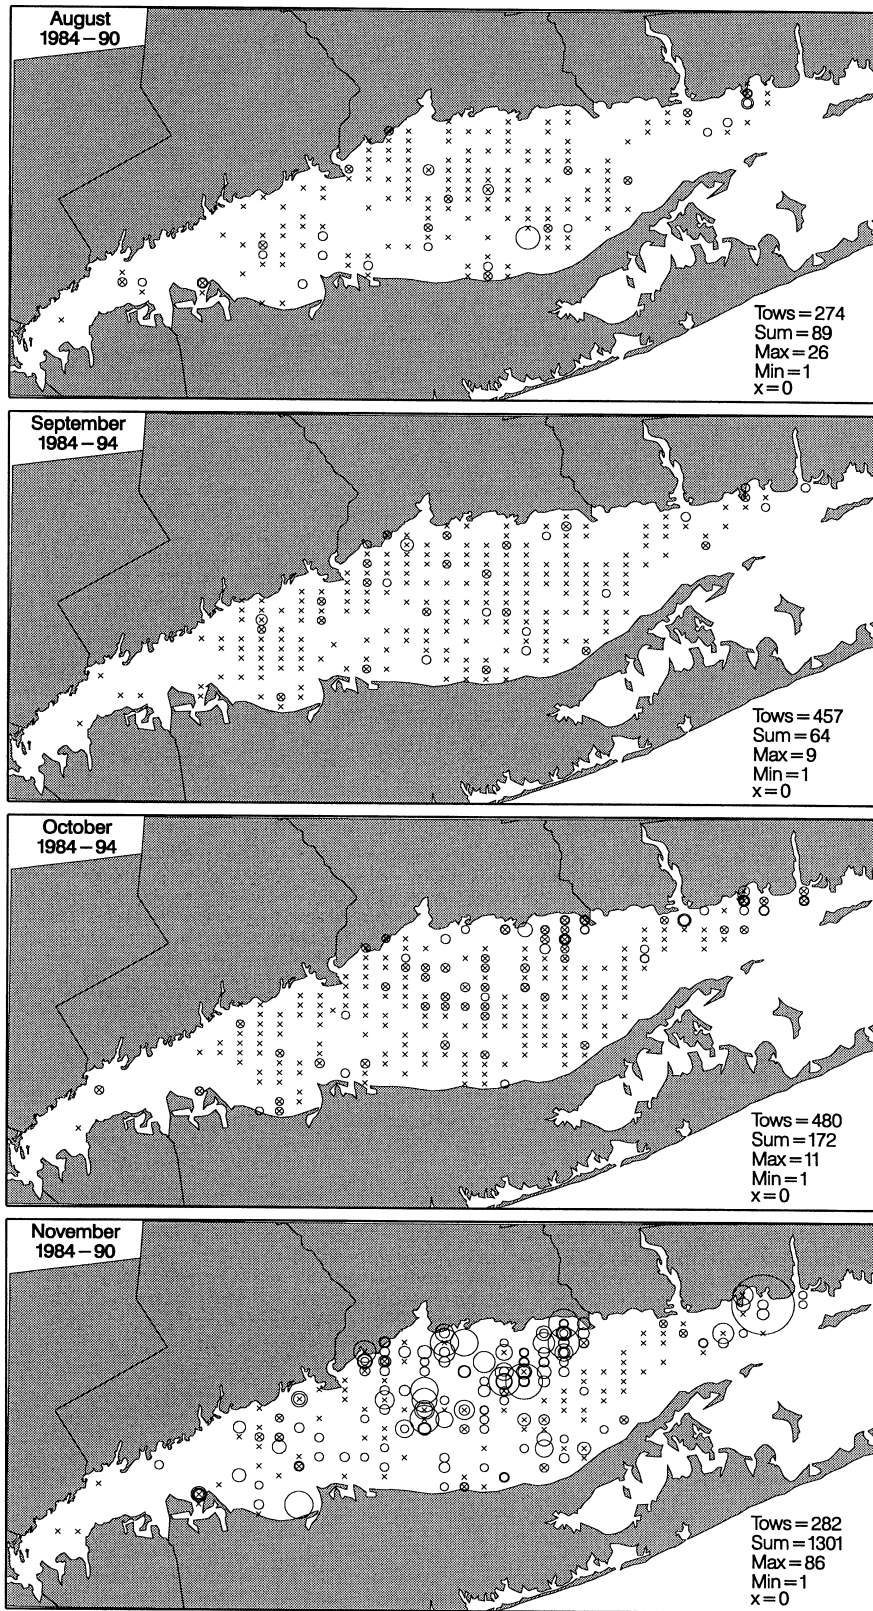 August
1984–90
Tows=274
Sum=89
Max=26
Min=1
x=0
September
1984–94
Tows=457
Sum=64
Max=9
Min=1
x=0
October
1984–94
Tows=480
Sum=172
Max=11
Min=1
x=0
November
1984–90
Tows=282
Sum=1301
Max=86
Min=1
x=0